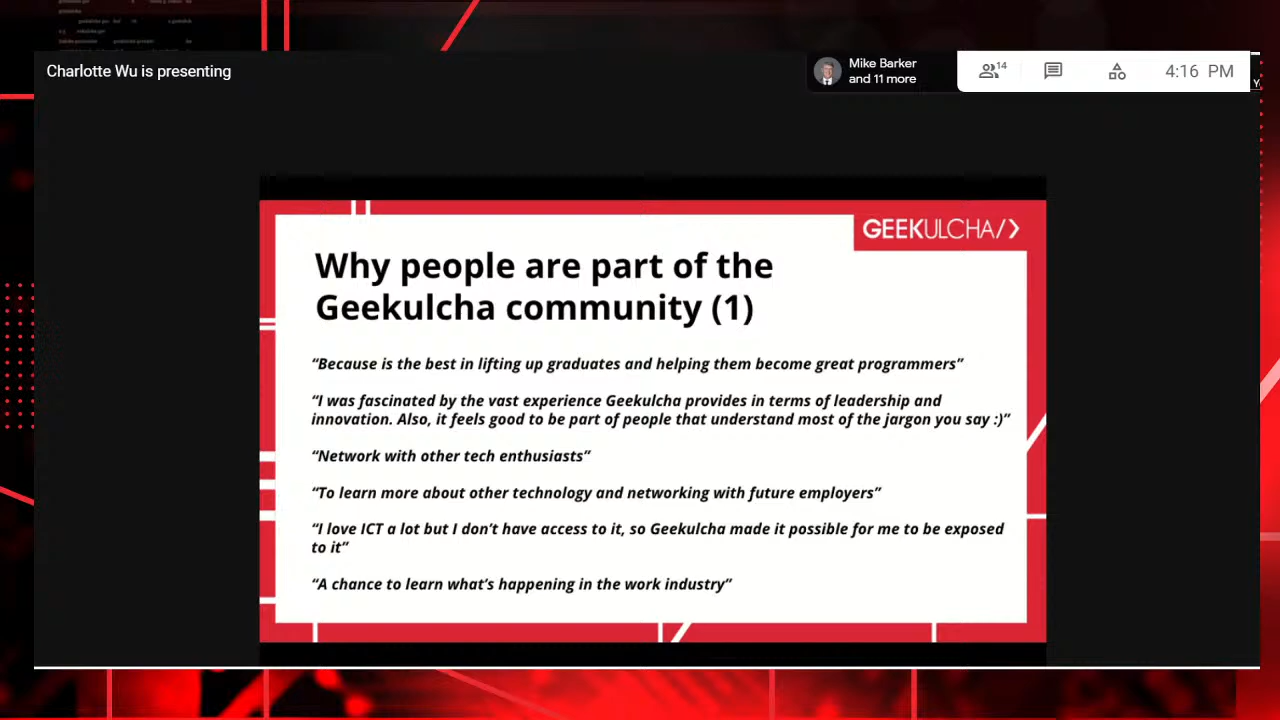 Charlotte Wu is presenting
Mike Barker
and 11 more
14
4:16 PM
Y
GEEKULCHA/>
Why people are part of the
Geekulcha community (1)
“Because is the best in lifting up graduates and helping them become great programmers”
“I was fascinated by the vast experience Geekulcha provides in terms of leadership and
innovation. Also, it feels good to be part of people that understand most of the jargon you say :)”
“Network with other tech enthusiasts”
“To learn more about other technology and networking with future employers”
“I love ICT a lot but I don’t have access to it, so Geekulcha made it possible for me to be exposed
to it”
“A chance to learn what’s happening in the work industry”